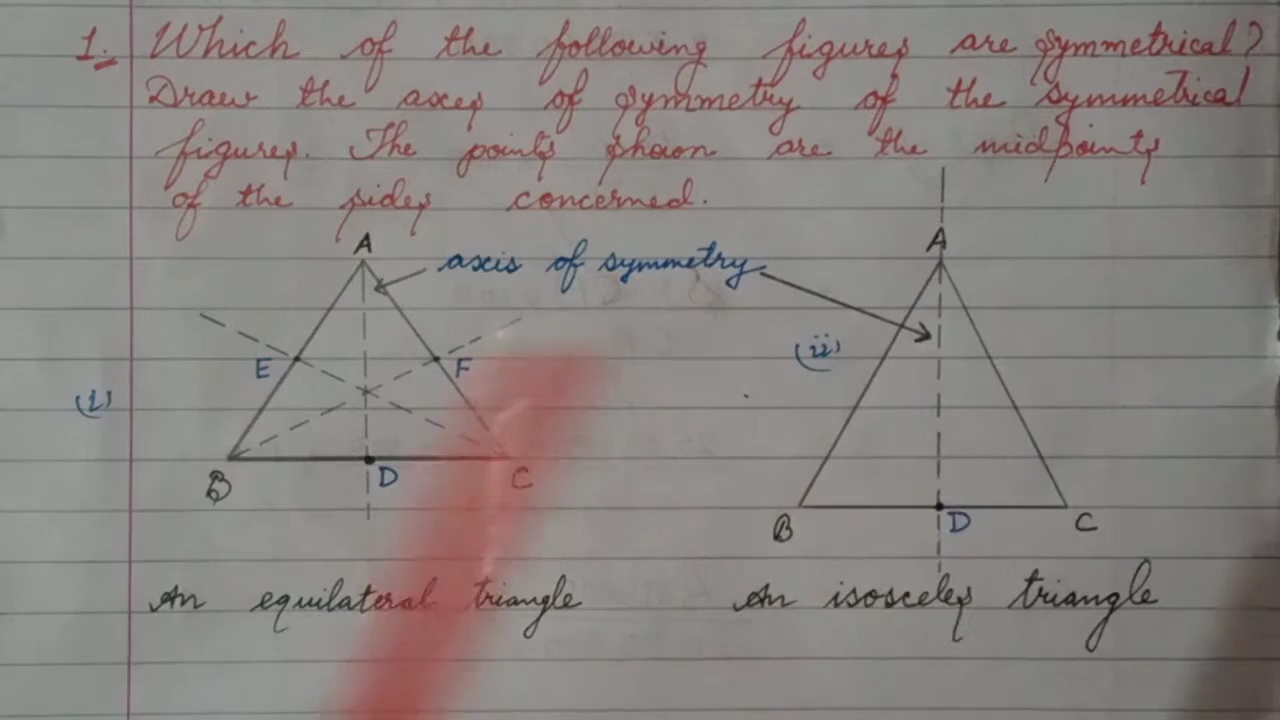 1. Which of the following figures are symmetrical?
Draw the axes of symmetry of the symmetrical
figures. The points shown are the midpoints
of the sides concerned.
A axis of symmetry A
E F (ii)
(i)
B D C
B D C
An equilateral triangle An isosceles triangle